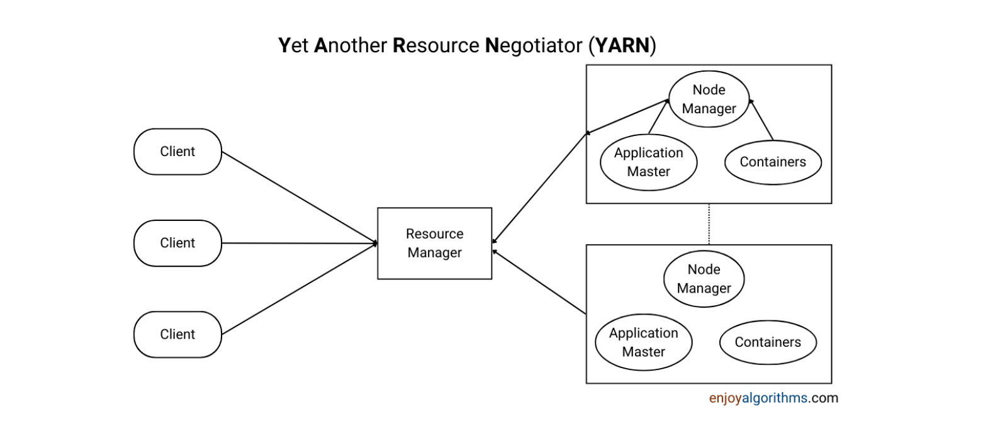 Yet Another Resource Negotiator (YARN)
Node
Manager
Application
Master
Containers
Client
Client
Client
Resource
Manager
Node
Manager
Application
Master
Containers
enjoyalgorithms.com